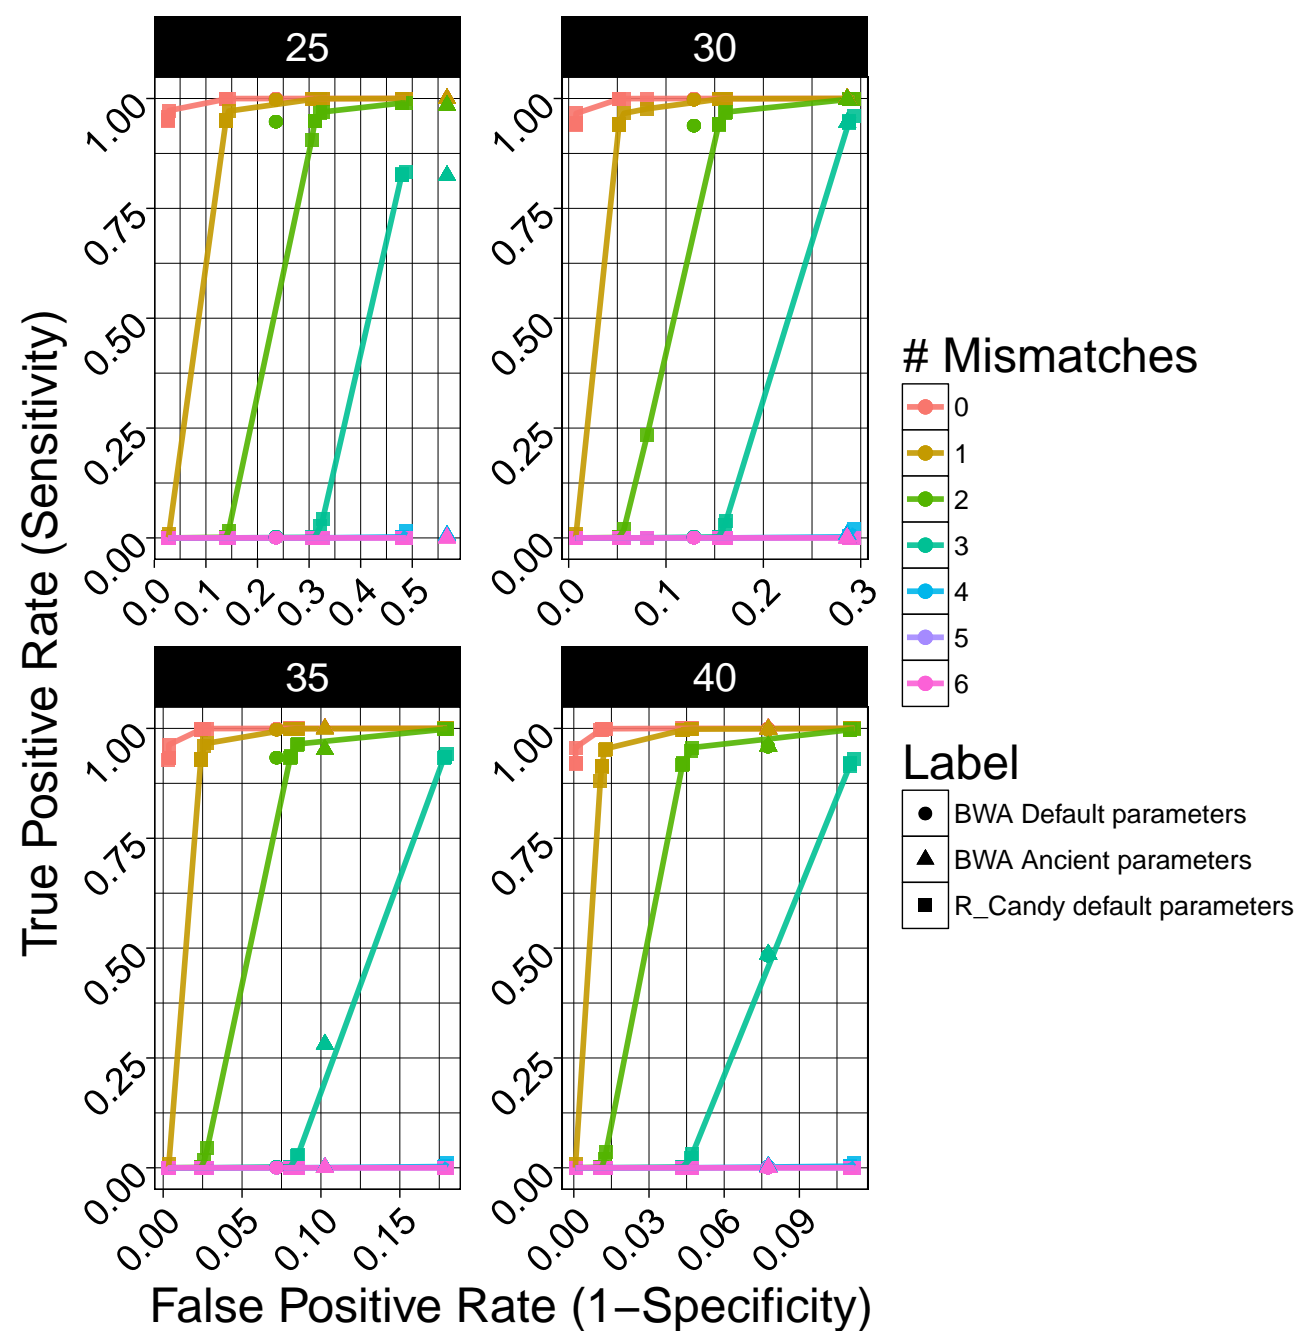 25
30
1.00
0.75
0.50
0.25
0.00
0.0 0.1 0.2 0.3 0.4 0.5
1.00
0.75
0.50
0.25
0.00
0.0 0.1 0.2 0.3
35
40
1.00
0.75
0.50
0.25
0.00
0.00 0.05 0.10 0.15
1.00
0.75
0.50
0.25
0.00
0.00 0.03 0.06 0.09
True Positive Rate (Sensitivity)
False Positive Rate (1−Specificity)
# Mismatches
0
1
2
3
4
5
6
Label
BWA Default parameters
BWA Ancient parameters
R_Candy default parameters